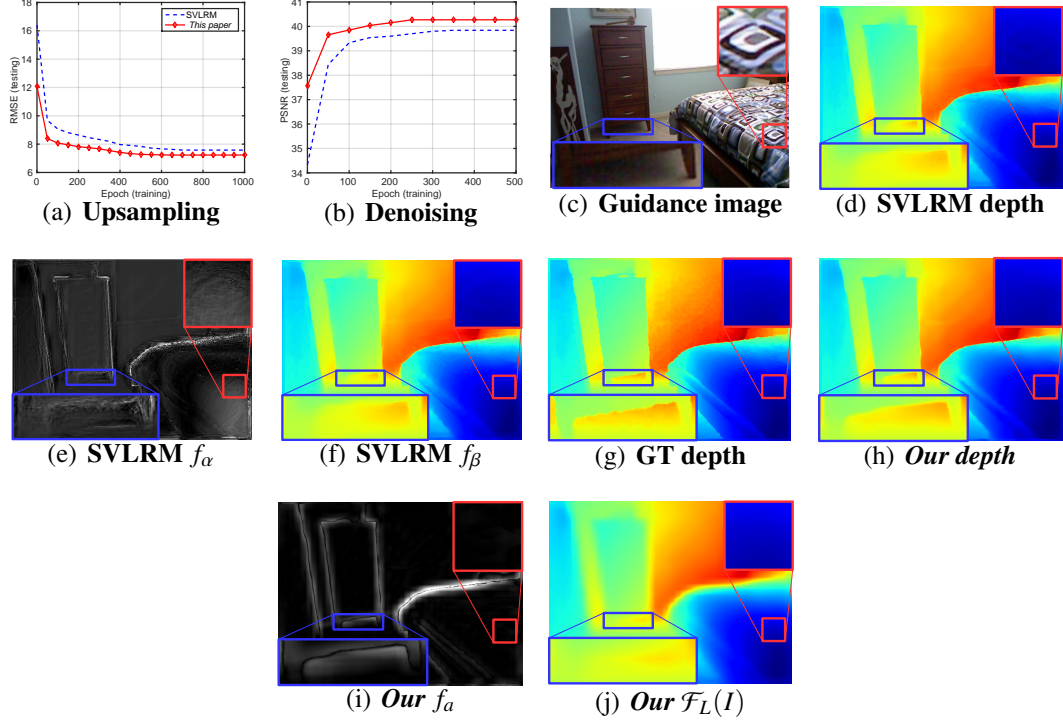 RMSE (testing)
18
16
14
12
10
8
6
0 200 400 600 800 1000
Epoch (training)
SVLRM
This paper
(a) Upsampling
PSNR (testing)
42
41
40
39
38
37
36
35
34
0 100 200 300 400 500
Epoch (training)
(b) Denoising
(c) Guidance image
(d) SVLRM depth
(e) SVLRM f_α
(f) SVLRM f_β
(g) GT depth
(h) Our depth
(i) Our f_a
(j) Our ℱ_L(I)